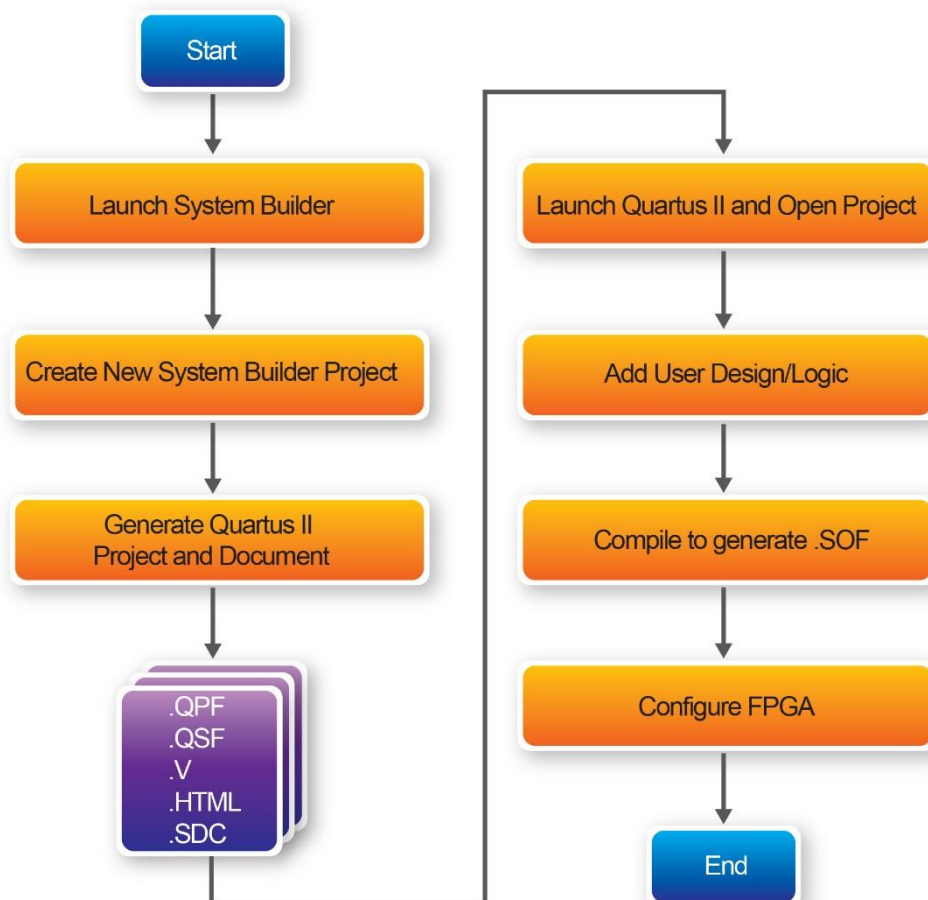 Start
Launch System Builder
Create New System Builder Project
Generate Quartus II
Project and Document
.QPF
.QSF
.V
.HTML
.SDC
Launch Quartus II and Open Project
Add User Design/Logic
Compile to generate .SOF
Configure FPGA
End